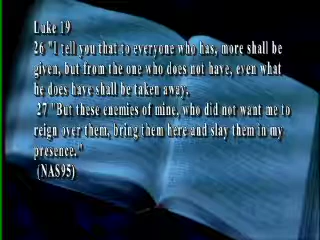 Luke 19
26 "I tell you that to everyone who has, more shall be
given, but from the one who does not have, even what
he does have shall be taken away.
27 "But these enemies of mine, who did not want me to
reign over them, bring them here and slay them in my
presence."
(NAS95)